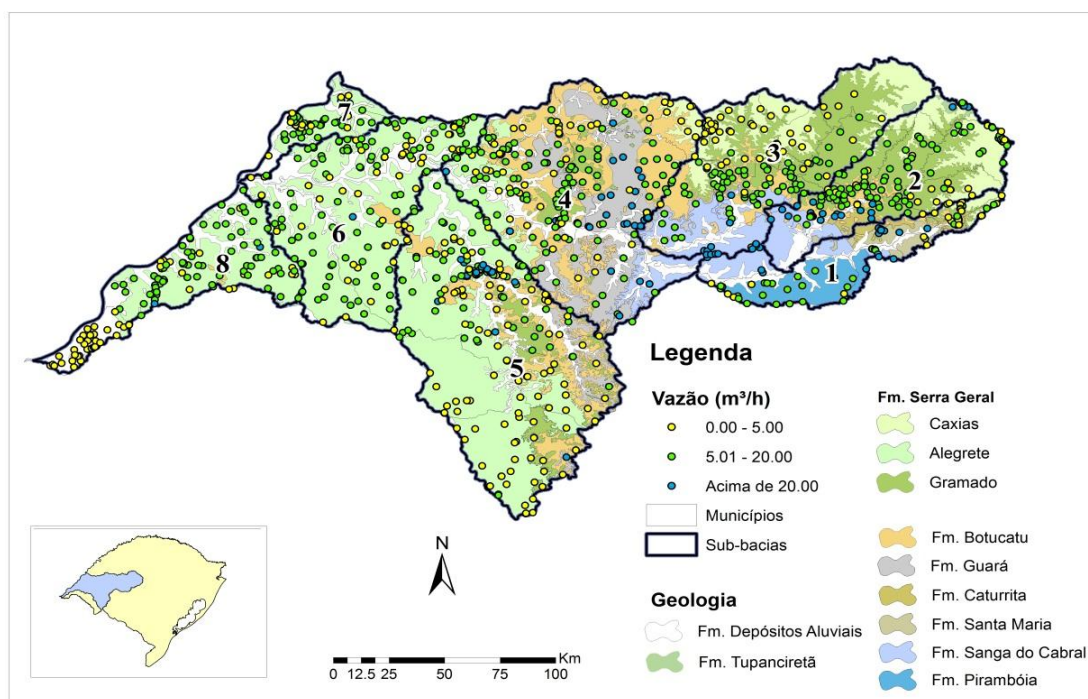 7
3
2
4
6
8
1
5
Legenda
Vazão (m³/h)
0.00 - 5.00
5.01 - 20.00
Acima de 20.00
Municípios
Sub-bacias
Geologia
Fm. Depósitos Aluviais
Fm. Tupanciretã
Fm. Serra Geral
Caxias
Alegrete
Gramado
Fm. Botucatu
Fm. Guará
Fm. Caturrita
Fm. Santa Maria
Fm. Sanga do Cabral
Fm. Pirambóia
N
Km
0 12.5 25 50 75 100